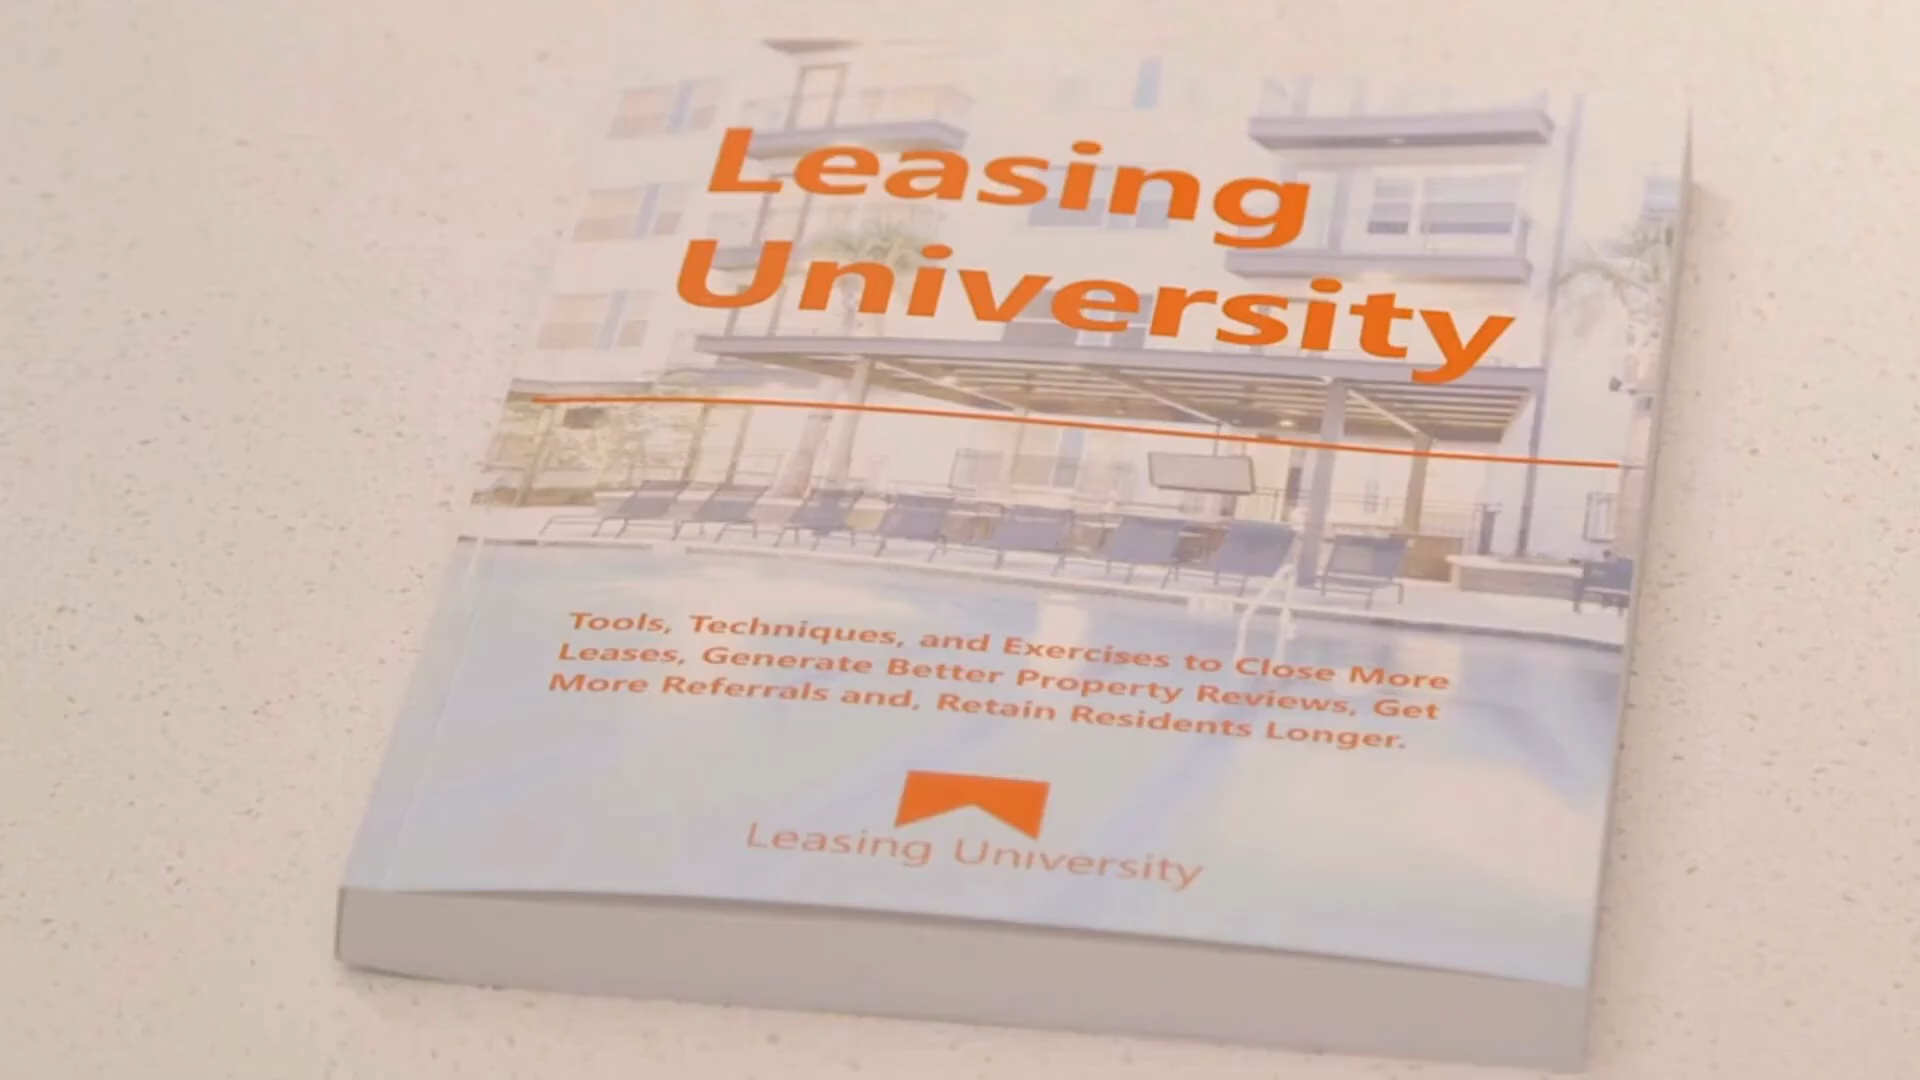 Leasing
University
Tools, Techniques, and Exercises to Close More
Leases, Generate Better Property Reviews, Get
More Referrals and, Retain Residents Longer.
Leasing University